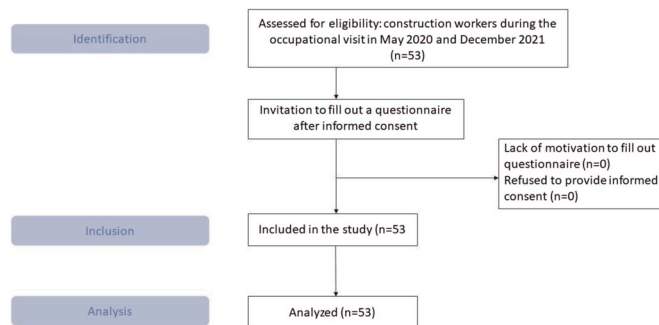 Identification
Assessed for eligibility: construction workers during the
occupational visit in May 2020 and December 2021
(n=53)
Invitation to fill out a questionnaire
after informed consent
Lack of motivation to fill out
questionnaire (n=0)
Refused to provide informed
consent (n=0)
Inclusion
Included in the study (n=53
Analysis
Analyzed (n=53)